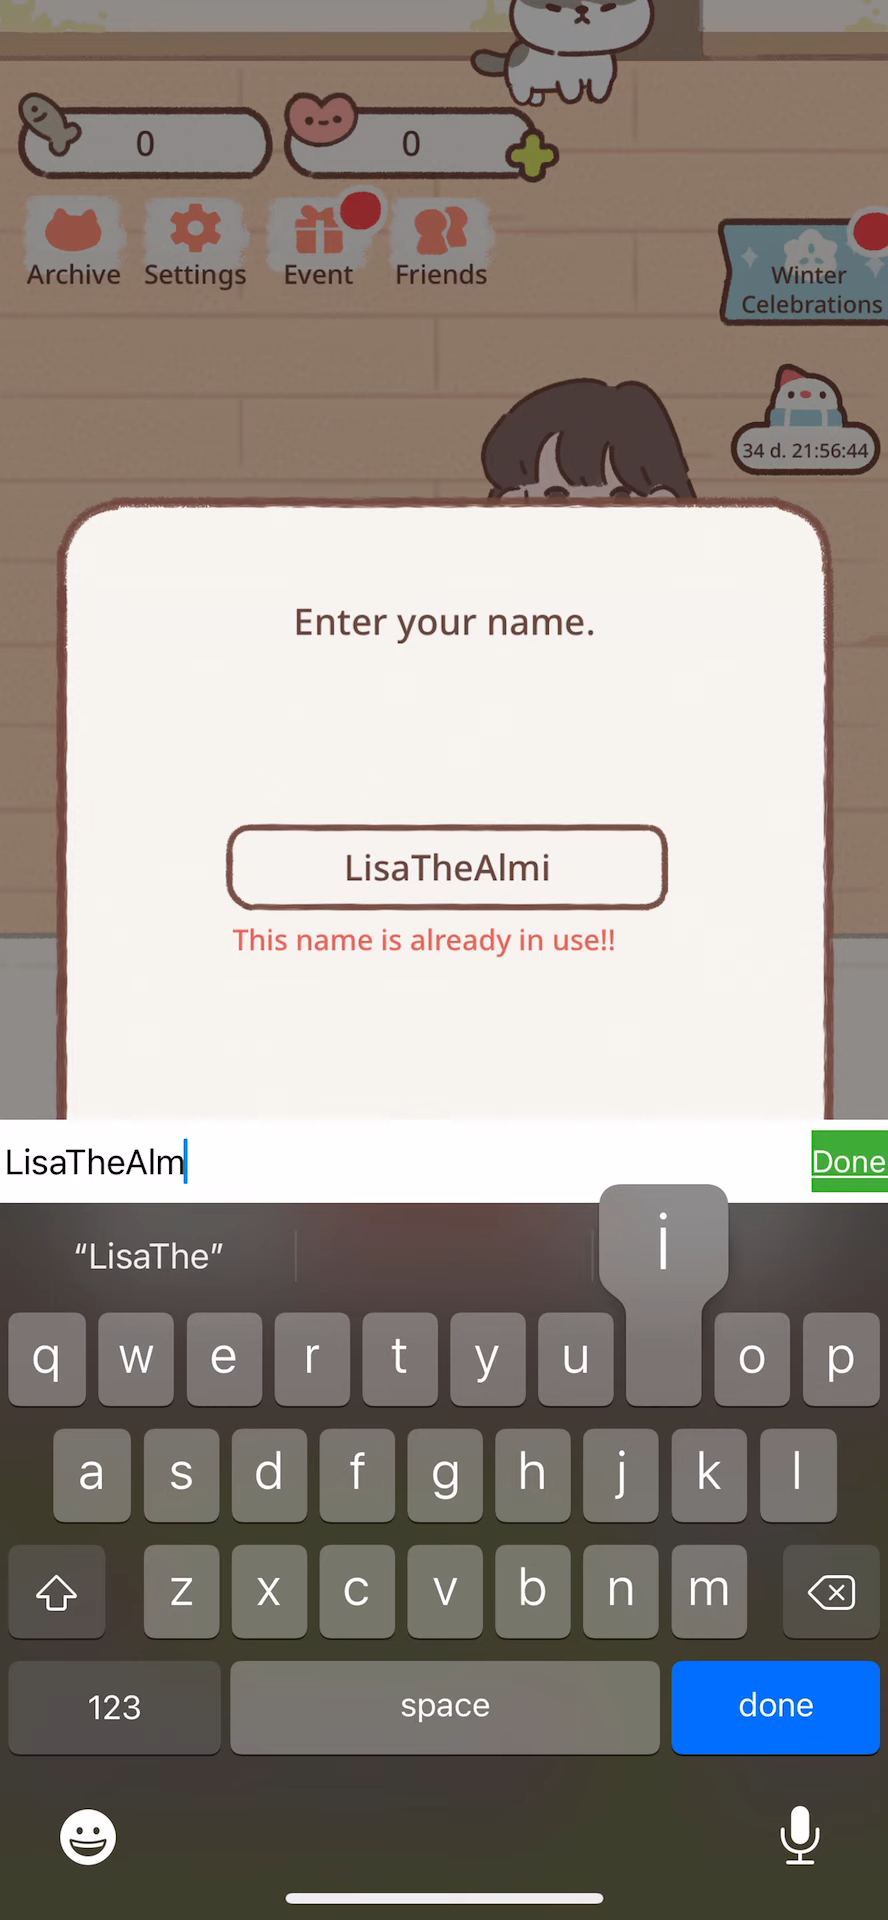 0
0
Archive
Settings
Event
Friends
Winter
Celebrations
34 d. 21:56:44
Enter your name.
LisaTheAlmi
This name is already in use!!
LisaTheAlm
Done
“LisaThe”
i
q w e r t y u o p
a s d f g h j k l
z x c v b n m
123
space
done